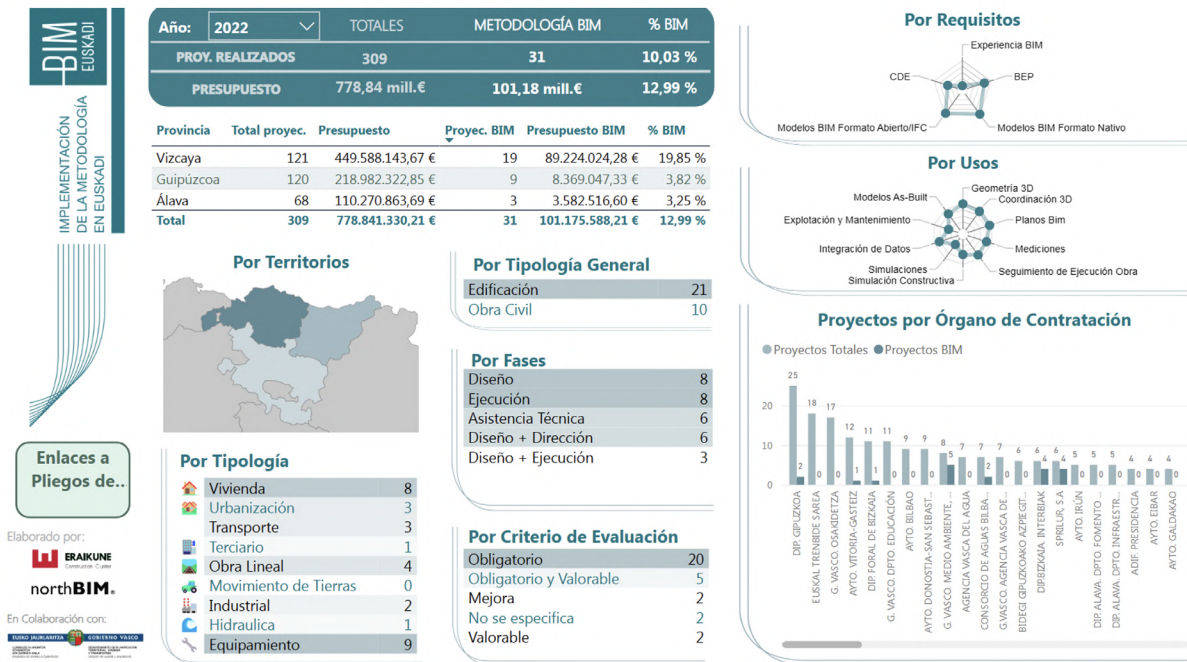 BIM
EUSKADI
IMPLEMENTACIÓN
DE LA METODOLOGÍA
EN EUSKADI
Enlaces a
Pliegos de...
Elaborado por:
ERAIKUNE
Construction Cluster
northBIM®
En Colaboración con:
EUSKO JAURLARITZA GOBIERNO VASCO
Año: 2022 TOTALES METODOLOGÍA BIM % BIM
PROY. REALIZADOS 309 31 10,03 %
PRESUPUESTO 778,84 mill.€ 101,18 mill.€ 12,99 %
Provincia Total proyec. Presupuesto Proyec. BIM Presupuesto BIM % BIM
Vizcaya 121 449.588.143,67 € 19 89.224.024,28 € 19,85 %
Guipúzcoa 120 218.982.322,85 € 9 8.369.047,33 € 3,82 %
Álava 68 110.270.863,69 € 3 3.582.516,60 € 3,25 %
Total 309 778.841.330,21 € 31 101.175.588,21 € 12,99 %
Por Territorios
Por Tipología
Vivienda 8
Urbanización 3
Transporte 3
Terciario 1
Obra Lineal 4
Movimiento de Tierras 0
Industrial 2
Hidraulica 1
Equipamiento 9
Por Tipología General
Edificación 21
Obra Civil 10
Por Fases
Diseño 8
Ejecución 8
Asistencia Técnica 6
Diseño + Dirección 6
Diseño + Ejecución 3
Por Criterio de Evaluación
Obligatorio 20
Obligatorio y Valorable 5
Mejora 2
No se especifica 2
Valorable 2
Por Requisitos
Experiencia BIM
CDE
BEP
Modelos BIM Formato Abierto/IFC
Modelos BIM Formato Nativo
Por Usos
Geometría 3D
Modelos As-Built
Coordinación 3D
Explotación y Mantenimiento
Planos Bim
Integración de Datos
Mediciones
Simulaciones
Seguimiento de Ejecución Obra
Simulación Constructiva
Proyectos por Órgano de Contratación
Proyectos Totales Proyectos BIM
20
10
0
25 2
18 0
17 0
12 1
11 1
11 0
9 0
9 0
8 5
7 0
7 2
7 0
6 0
6 4
6 4
5 0
5 0
5 0
4 0
4 0
4 0
DIP. GIPUZKOA
EUSKAL TRENBIDE SAREA
G. VASCO. OSAKIDETZA
AYTO. VITORIA-GASTEIZ
DIP. FORAL DE BIZKAIA
G. VASCO. DPTO. EDUCACIÓN
AYTO. BILBAO
AYTO. DONOSTIA-SAN SEBAST...
G. VASCO. MEDIO AMBIENTE, ...
AGENCIA VASCA DEL AGUA
CONSORCIO DE AGUAS BILBA...
G.VASCO. AGENCIA VASCA DE ...
BIDEGI GIPUZKOAKO AZPIEGIT...
DIP.BIZKAIA. INTERBIAK
SPRILUR, S.A
AYTO. IRÚN
DIP. ALAVA. DPTO. FOMENTO ...
DIP. ALAVA. DPTO. INFRAESTR...
ADIF. PRESIDENCIA
AYTO. EIBAR
AYTO. GALDAKAO